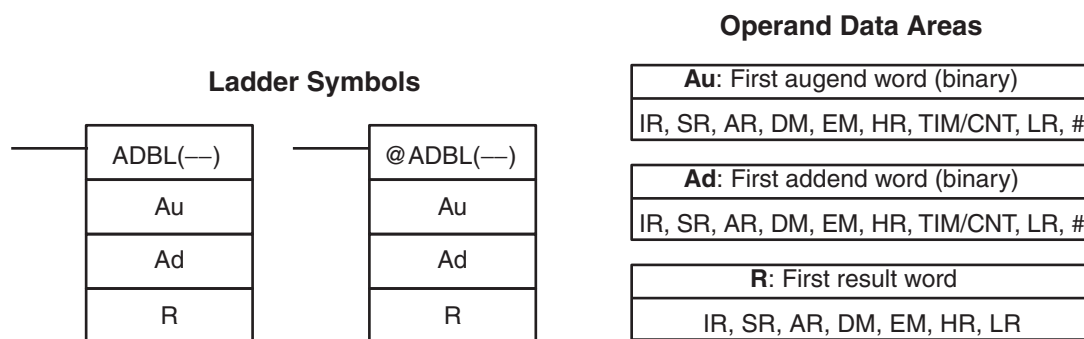 Ladder Symbols
ADBL(––)
Au
Ad
R
@ADBL(––)
Au
Ad
R
Operand Data Areas
Au: First augend word (binary)
IR, SR, AR, DM, EM, HR, TIM/CNT, LR, #
Ad: First addend word (binary)
IR, SR, AR, DM, EM, HR, TIM/CNT, LR, #
R: First result word
IR, SR, AR, DM, EM, HR, LR